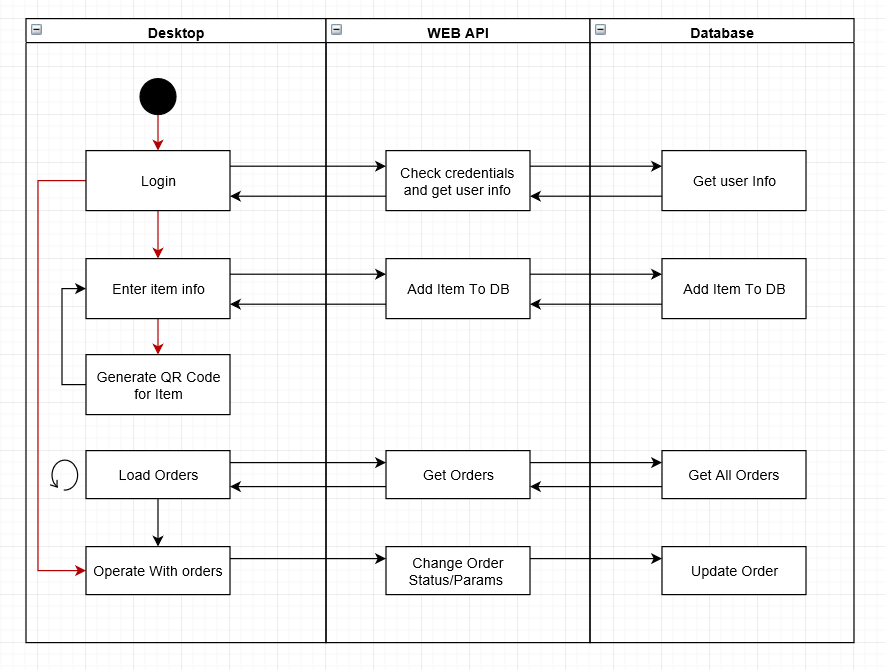 Desktop
WEB API
Database
Login
Check credentials
and get user info
Get user Info
Enter item info
Add Item To DB
Add Item To DB
Generate QR Code
for Item
Load Orders
Get Orders
Get All Orders
Operate With orders
Change Order
Status/Params
Update Order